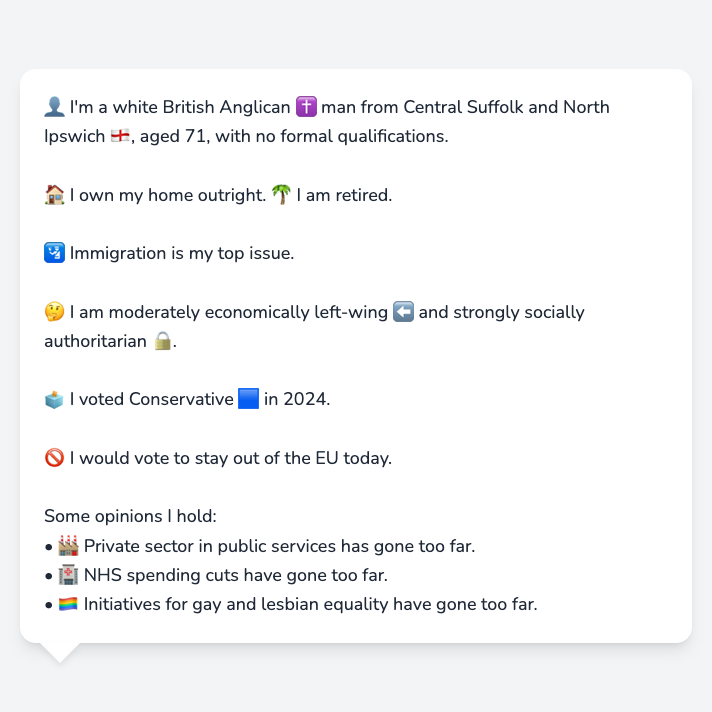 👤 I'm a white British Anglican ✝️ man from Central Suffolk and North
Ipswich 🏴󠁧󠁢󠁥󠁮󠁧󠁿, aged 71, with no formal qualifications.
🏠 I own my home outright. 🌴 I am retired.
🛂 Immigration is my top issue.
🤔 I am moderately economically left-wing ⬅️ and strongly socially
authoritarian 🔒.
🗳️ I voted Conservative 🟦 in 2024.
🚫 I would vote to stay out of the EU today.
Some opinions I hold:
• 🏭 Private sector in public services has gone too far.
• 🏥 NHS spending cuts have gone too far.
• 🏳️‍🌈 Initiatives for gay and lesbian equality have gone too far.